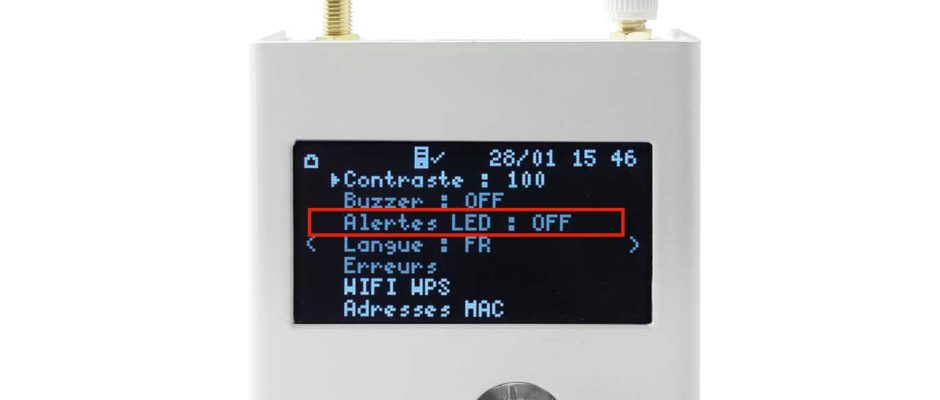 28/01 15 46
Contraste : 100
Buzzer : OFF
Alertes LED : OFF
Langue : FR
Erreurs
WIFI WPS
Adresses MAC